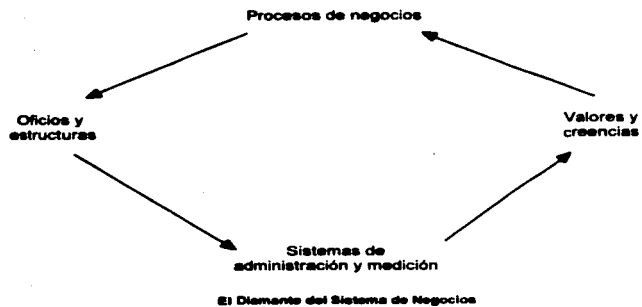 Procesos de negocios
Oficios y
estructuras
Valores y
creencias
Sistemas de
administración y medición
El Diamante del Sistema de Negocios